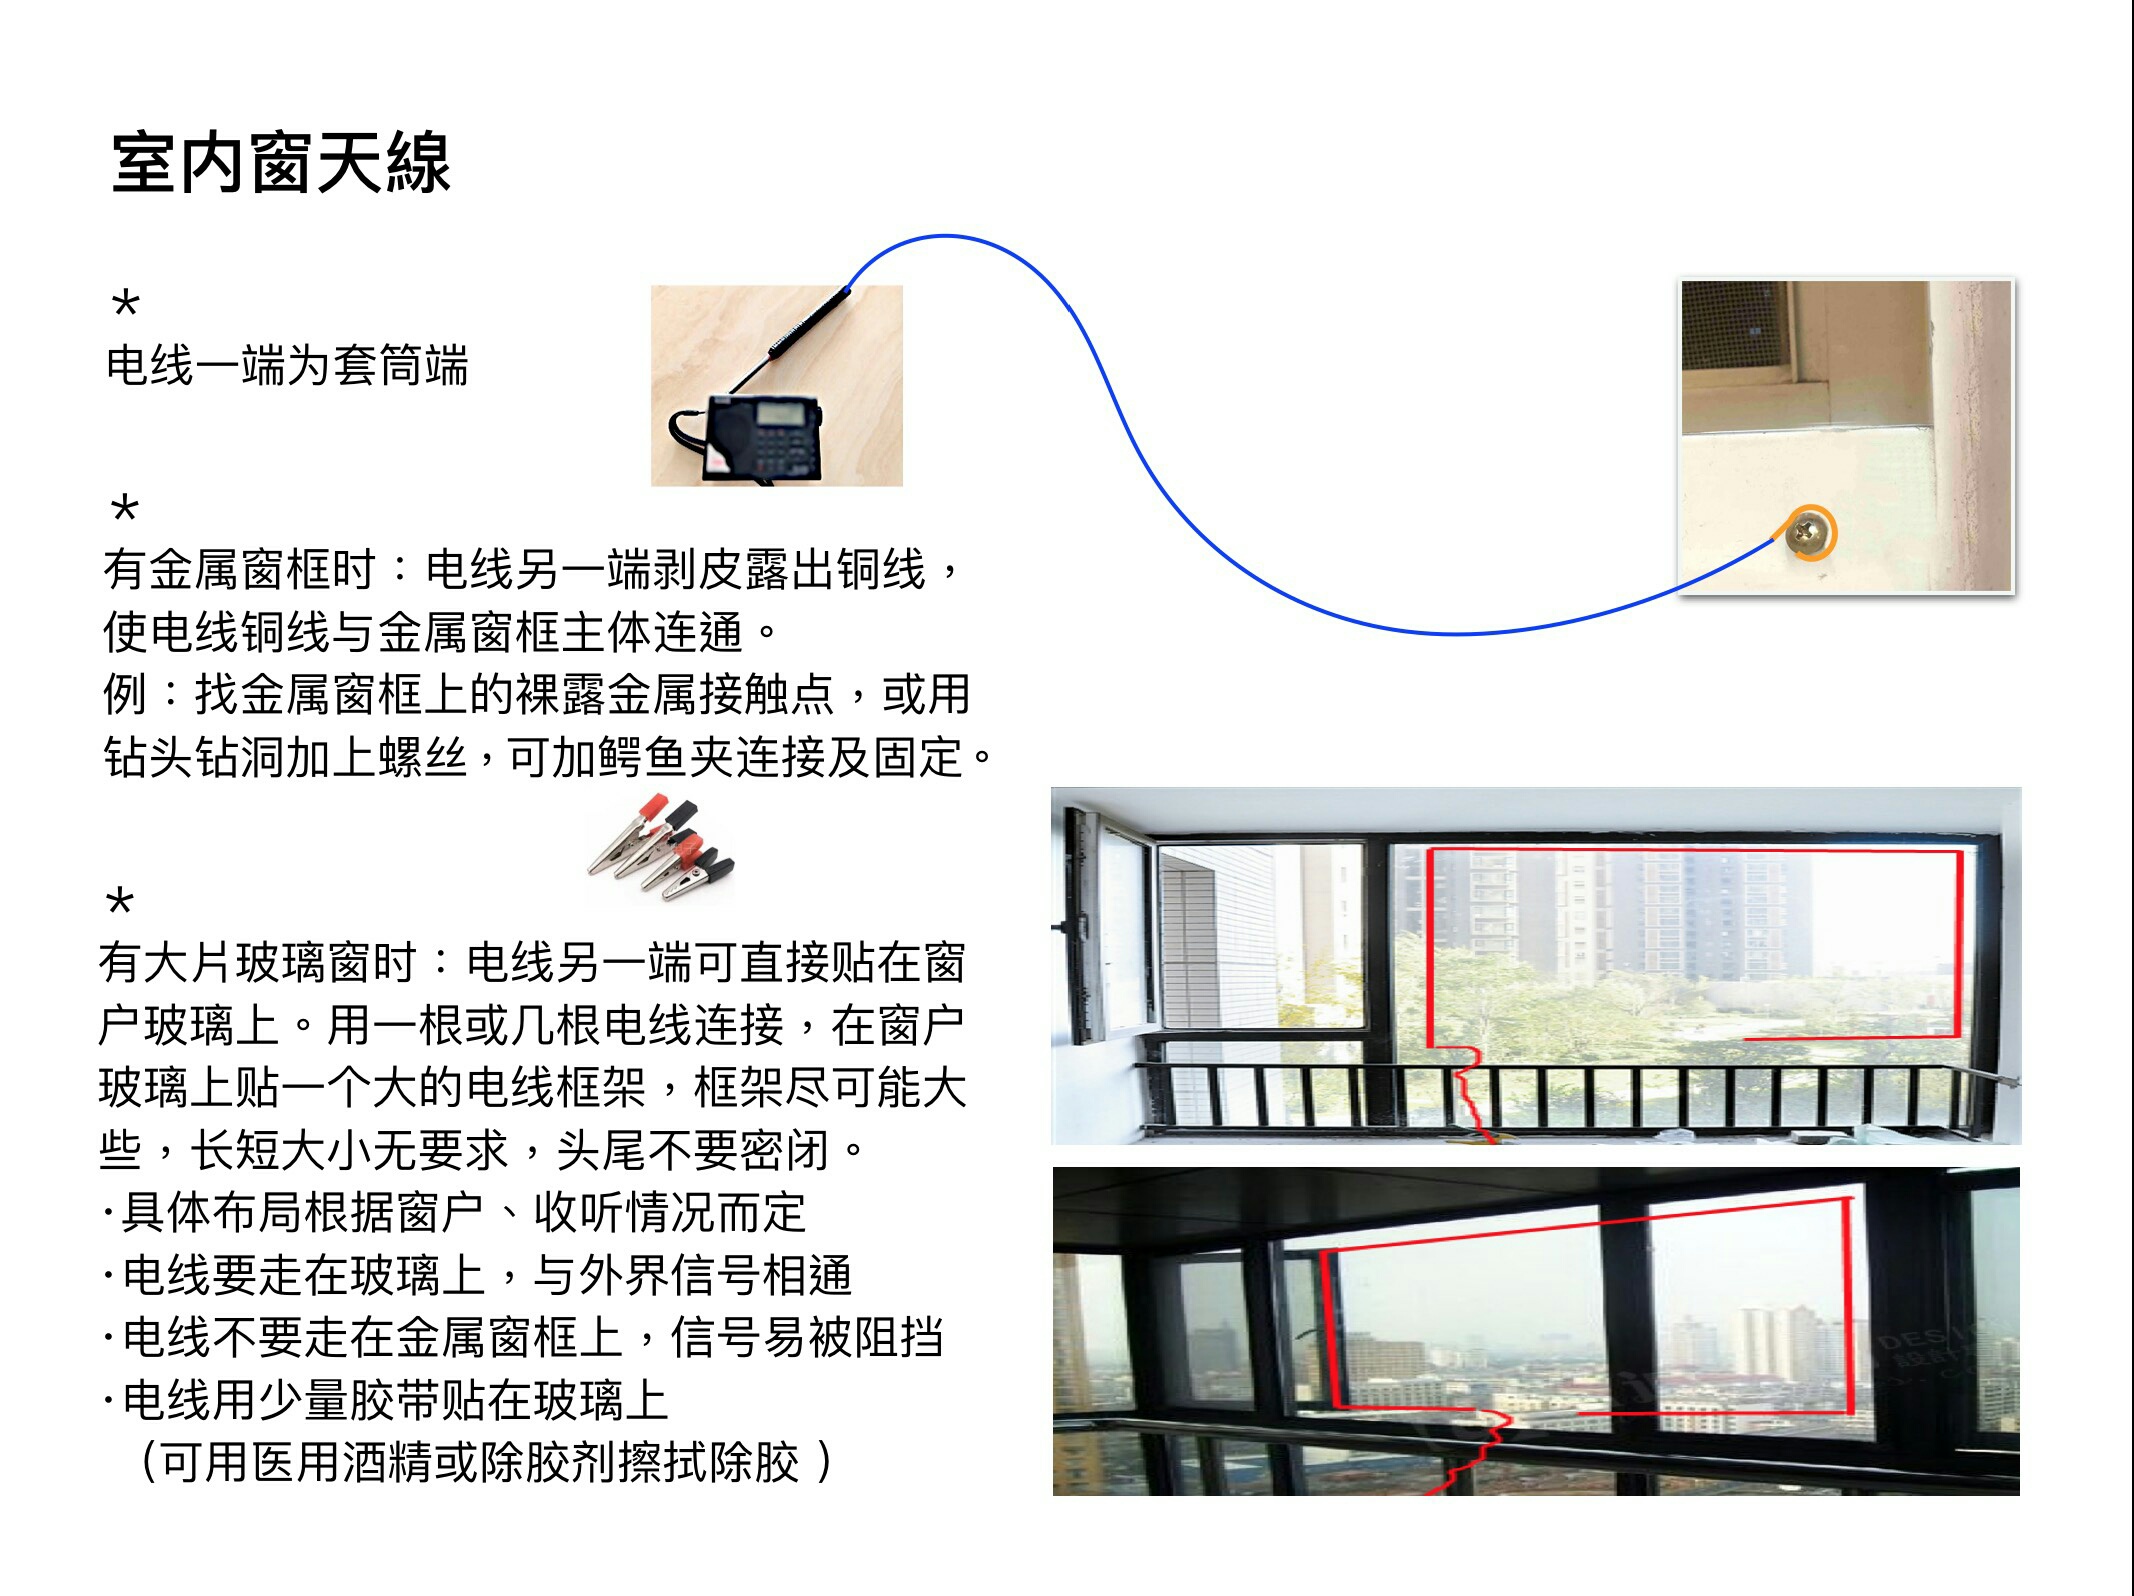 室内窗天線
*
电线一端为套筒端
*
有金属窗框时：电线另一端剥皮露出铜线，
使电线铜线与金属窗框主体连通。
例：找金属窗框上的裸露金属接触点，或用
钻头钻洞加上螺丝，可加鳄鱼夹连接及固定。
*
有大片玻璃窗时：电线另一端可直接贴在窗
户玻璃上。用一根或几根电线连接，在窗户
玻璃上贴一个大的电线框架，框架尽可能大
些，长短大小无要求，头尾不要密闭。
·具体布局根据窗户、收听情况而定
·电线要走在玻璃上，与外界信号相通
·电线不要走在金属窗框上，信号易被阻挡
·电线用少量胶带贴在玻璃上
（可用医用酒精或除胶剂擦拭除胶 ）